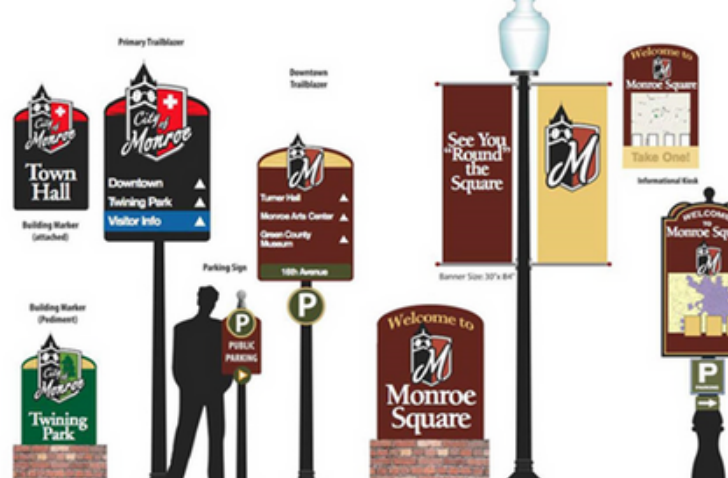 Primary Trailblazer
City of
Monroe
Town
Hall
Building Marker
(attached)
City of
Monroe
Downtown
Twining Park
Visitor Info
Downtown
Trailblazer
M
Turner Hall
Monroe Arts Center
Green County
Museum
16th Avenue
P
Parking Sign
P
PUBLIC
PARKING
Building Marker
(Pediment)
City of
Monroe
Twining
Park
See You
"Round"
the
Square
M
Banner Size: 30"x 84"
Welcome to
M
Monroe
Square
Welcome to
M
Monroe Square
Take One!
Informational Kiosk
WELCOME
TO
Monroe Squ
M
P
PARKING